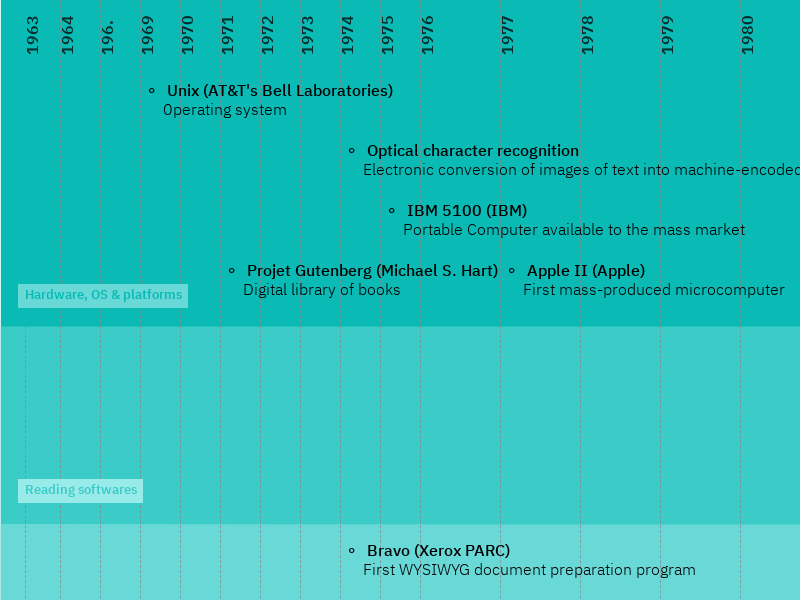 1963 1964 196. 1969 1970 1971 1972 1973 1974 1975 1976 1977 1978 1979 1980
Unix (AT&T's Bell Laboratories)
Operating system
Optical character recognition
Electronic conversion of images of text into machine-encoded
IBM 5100 (IBM)
Portable Computer available to the mass market
Projet Gutenberg (Michael S. Hart) Apple II (Apple)
Digital library of books First mass-produced microcomputer
Hardware, OS & platforms
Reading softwares
Bravo (Xerox PARC)
First WYSIWYG document preparation program